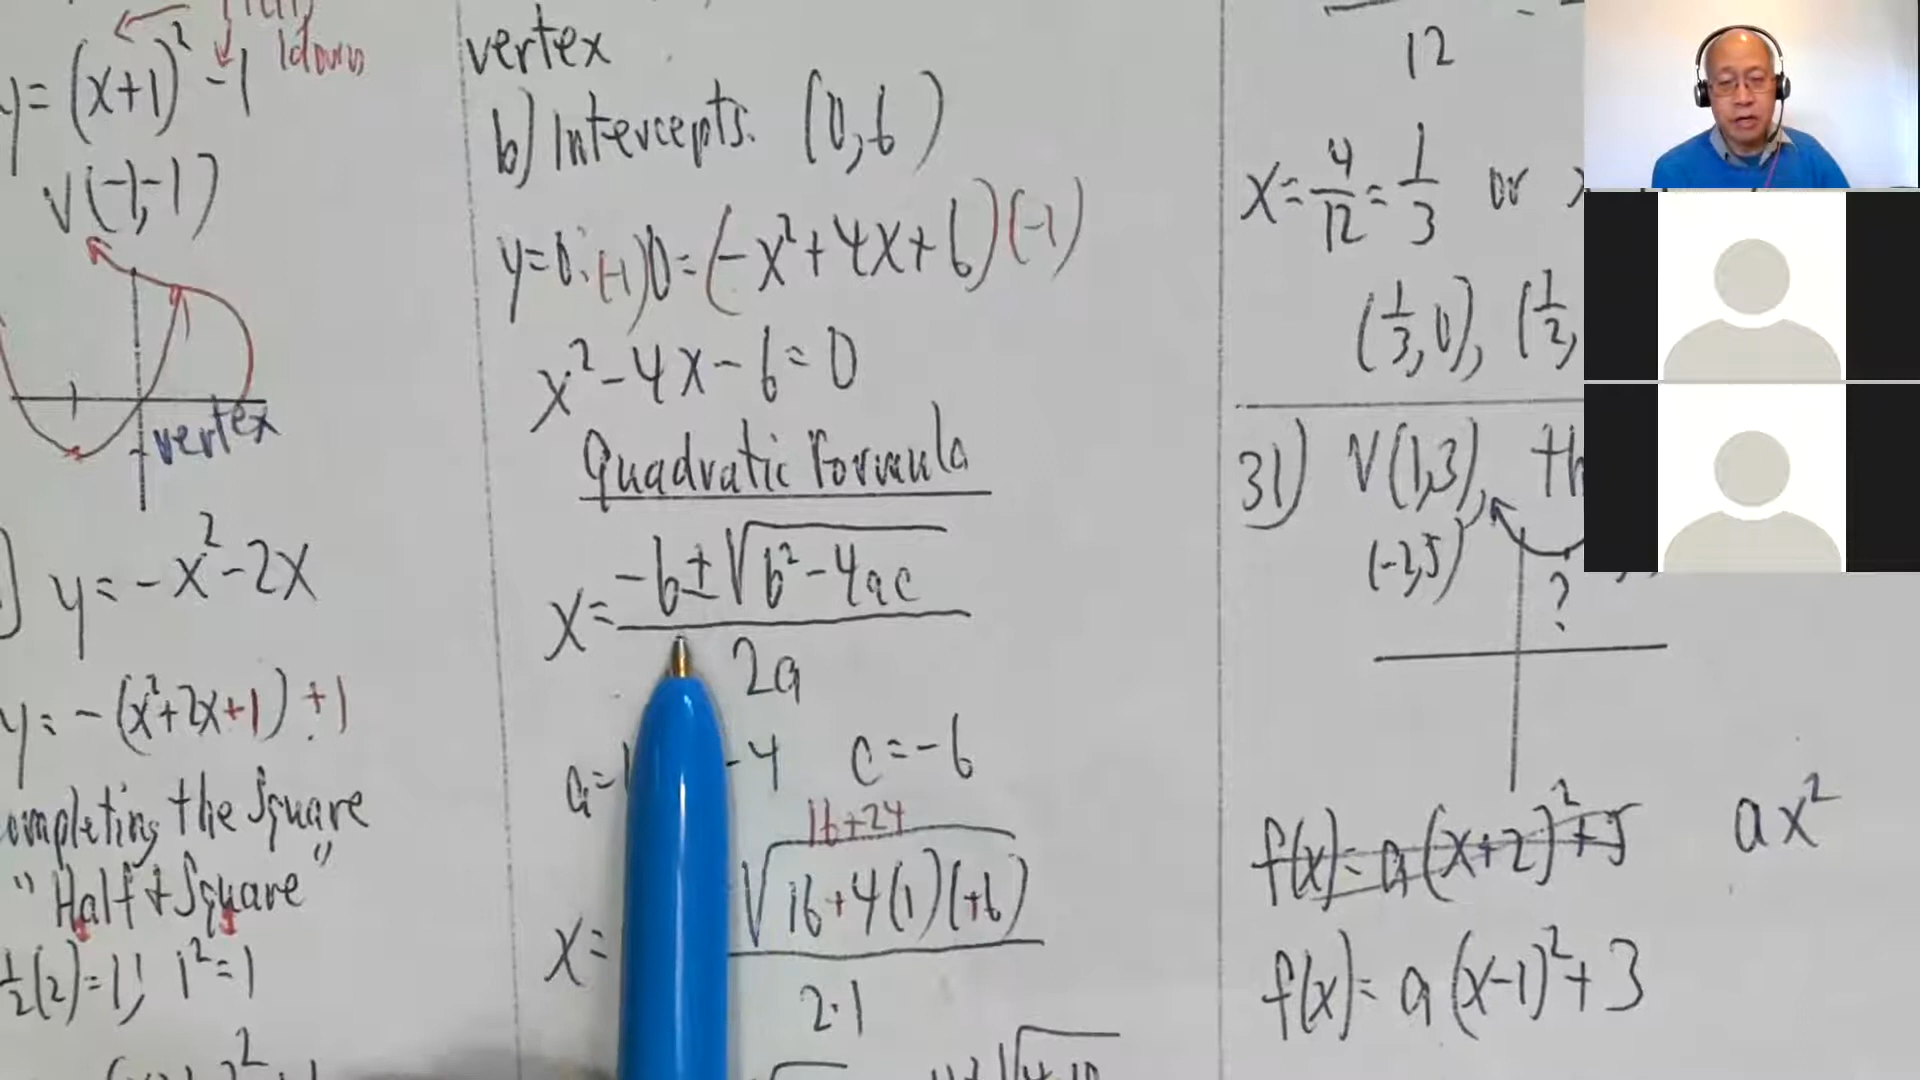 y=(x+1)² -1 1down
V(-1,-1)
vertex
y=-x²-2x
y=-(x²+2x+1)+1
completing the Square
"Half & Square"
½(2)=1; 1²=1
vertex
b) Intercepts. (0,6)
y=0: (-1)0=(-x²+4x+6)(-1)
x²-4x-6=0
Quadratic Formula
x= -b±√b²-4ac / 2a
a=1 -4 c=-6
16+24
x= √16+4(1)(+6) / 2·1
12
x=4/12=1/3 or x
(1/3,0), (1/2,
31) V(1,3), th
(-2,5)
?
f(x)=a(x+2)²+5
ax²
f(x)=a(x-1)²+3